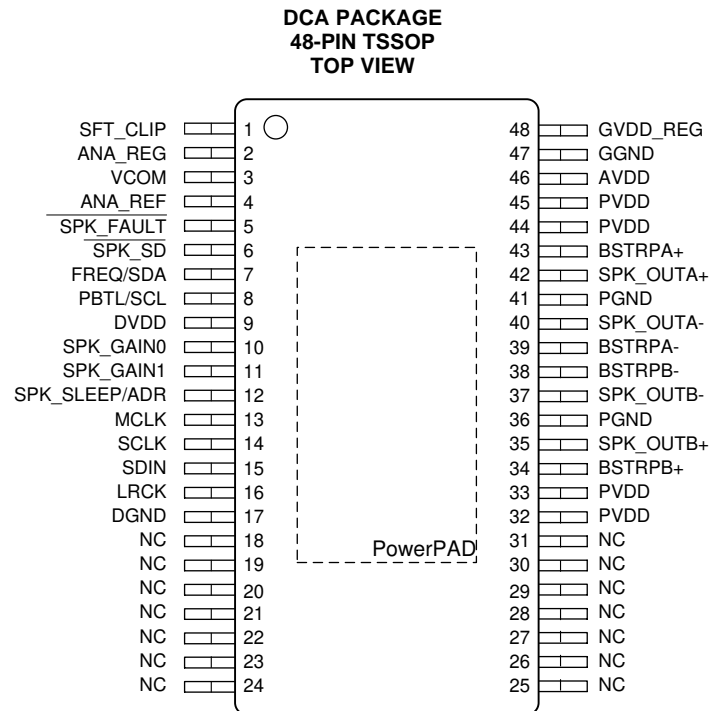 DCA PACKAGE
48-PIN TSSOP
TOP VIEW
SFT_CLIP 1 48 GVDD_REG
ANA_REG 2 47 GGND
VCOM 3 46 AVDD
ANA_REF 4 45 PVDD
SPK_FAULT 5 44 PVDD
SPK_SD 6 43 BSTRPA+
FREQ/SDA 7 42 SPK_OUTA+
PBTL/SCL 8 41 PGND
DVDD 9 40 SPK_OUTA-
SPK_GAIN0 10 39 BSTRPA-
SPK_GAIN1 11 38 BSTRPB-
SPK_SLEEP/ADR 12 37 SPK_OUTB-
MCLK 13 36 PGND
SCLK 14 35 SPK_OUTB+
SDIN 15 34 BSTRPB+
LRCK 16 33 PVDD
DGND 17 32 PVDD
NC 18 PowerPAD 31 NC
NC 19 30 NC
NC 20 29 NC
NC 21 28 NC
NC 22 27 NC
NC 23 26 NC
NC 24 25 NC